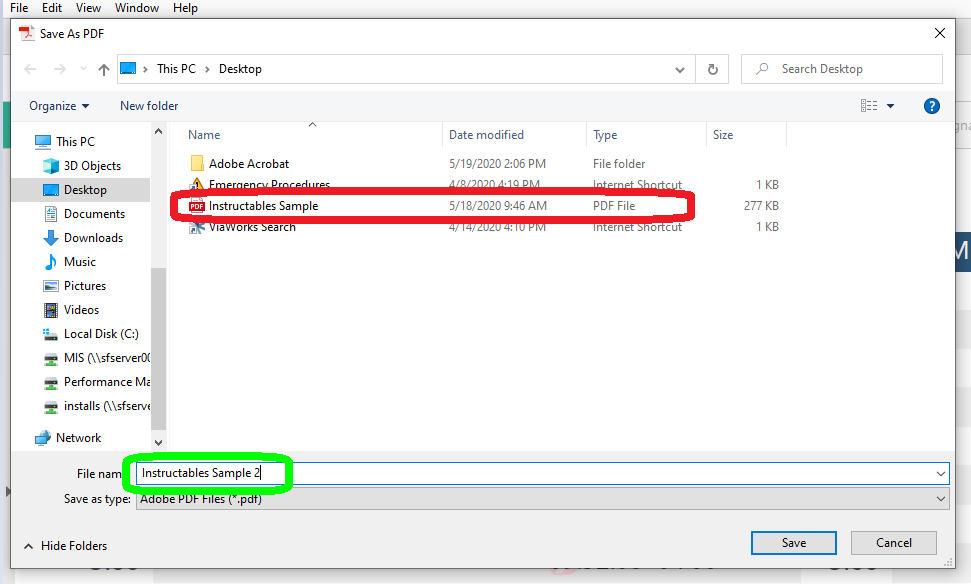 File Edit View Window Help
Save As PDF
This PC > Desktop
Search Desktop
Organize New folder
?
Name Date modified Type Size
Adobe Acrobat 5/19/2020 2:06 PM File folder
Emergency Procedures 4/8/2020 4:19 PM Internet Shortcut 1 KB
Instructables Sample 5/18/2020 9:46 AM PDF File 277 KB
ViaWorks Search 4/14/2020 4:10 PM Internet Shortcut 1 KB
This PC
3D Objects
Desktop
Documents
Downloads
Music
Pictures
Videos
Local Disk (C:)
MIS (\\sfserver00
Performance Ma
installs (\\sfserve
Network
File nam
Instructables Sample 2
Save as type: Adobe PDF Files (*.pdf)
Hide Folders
Save Cancel